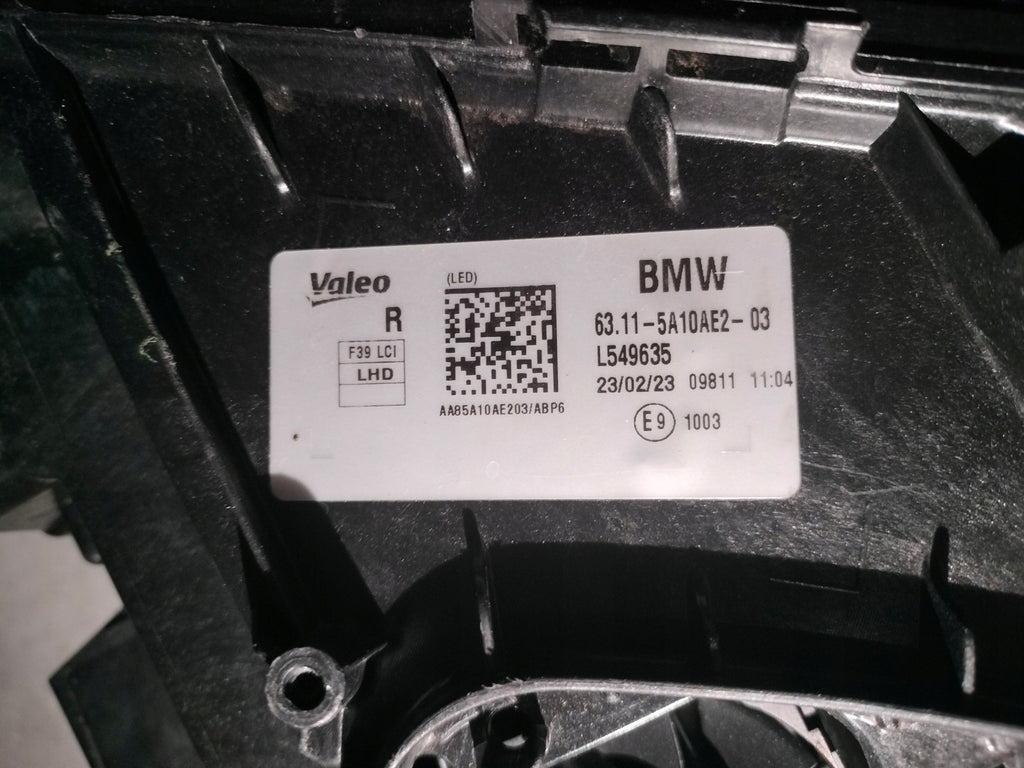 Valeo
R
F39 LCI
LHD
(LED)
AA85A10AE203/ABP6
BMW
63.11-5A10AE2-03
L549635
23/02/23 09811 11:04
E9 1003